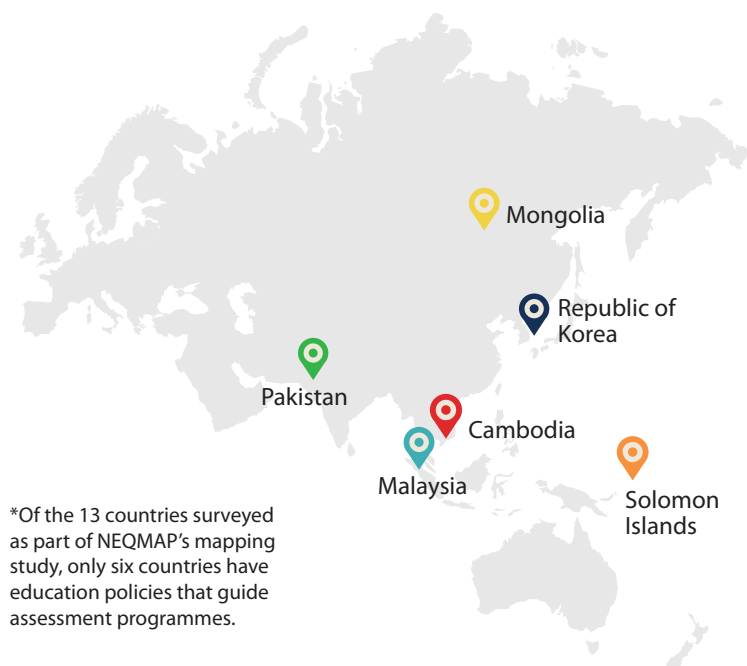 Mongolia
Republic of
Korea
Pakistan
Cambodia
Malaysia
Solomon
Islands
*Of the 13 countries surveyed
as part of NEQMAP's mapping
study, only six countries have
education policies that guide
assessment programmes.